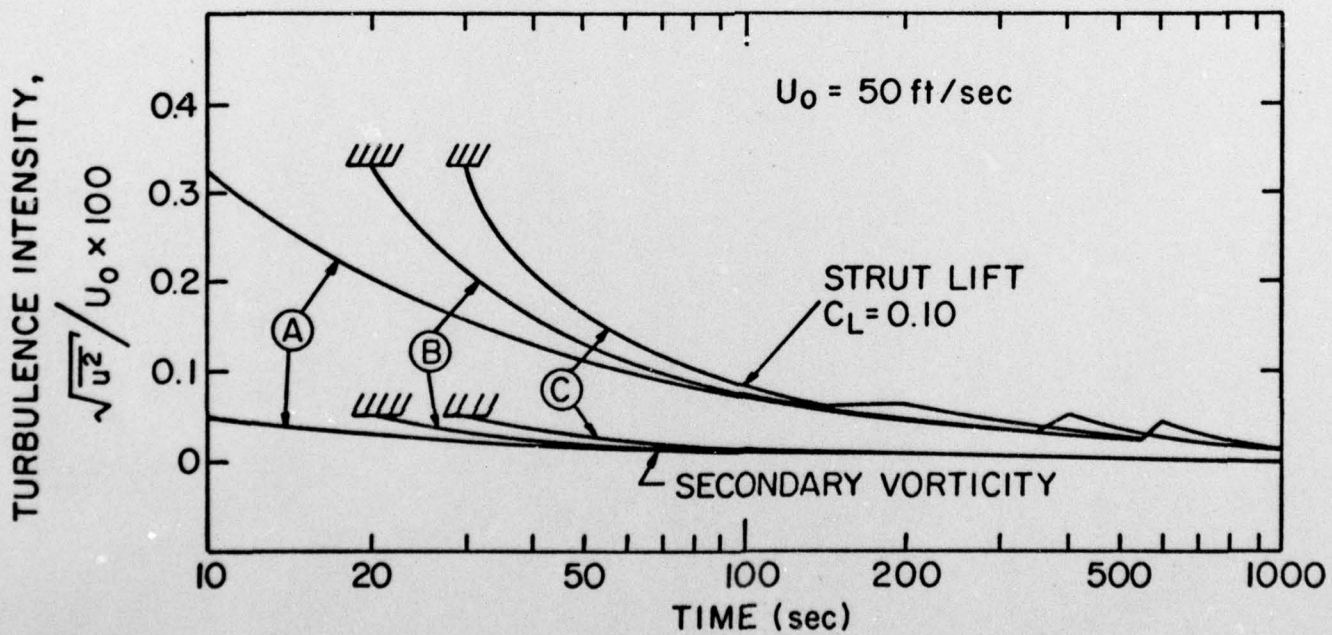 TURBULENCE INTENSITY,
√u² / U₀ × 100
0.4
0.3
0.2
0.1
0
U₀ = 50 ft/sec
STRUT LIFT
C_L = 0.10
A
B
C
SECONDARY VORTICITY
10 20 50 100 200 500 1000
TIME (sec)